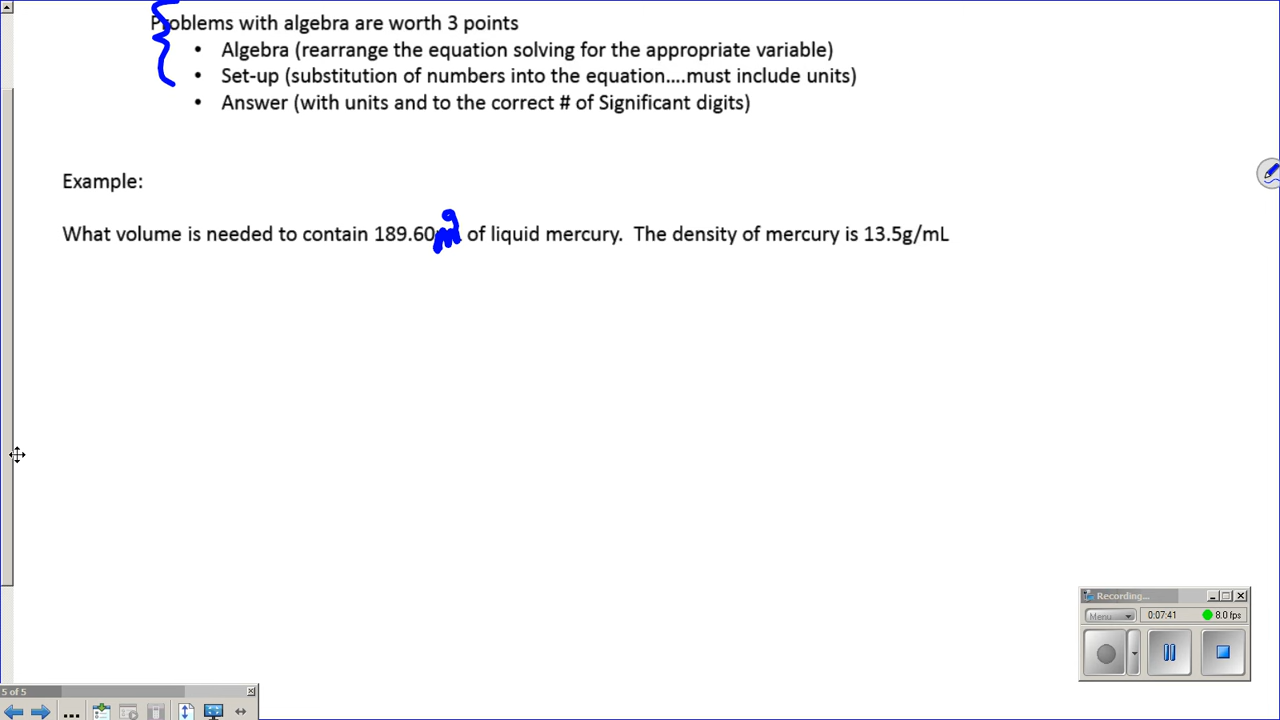 Problems with algebra are worth 3 points
• Algebra (rearrange the equation solving for the appropriate variable)
• Set-up (substitution of numbers into the equation....must include units)
• Answer (with units and to the correct # of Significant digits)
Example:
What volume is needed to contain 189.60 g of liquid mercury. The density of mercury is 13.5g/mL
Recording...
Menu 0:07:41 8.0 fps
5 of 5